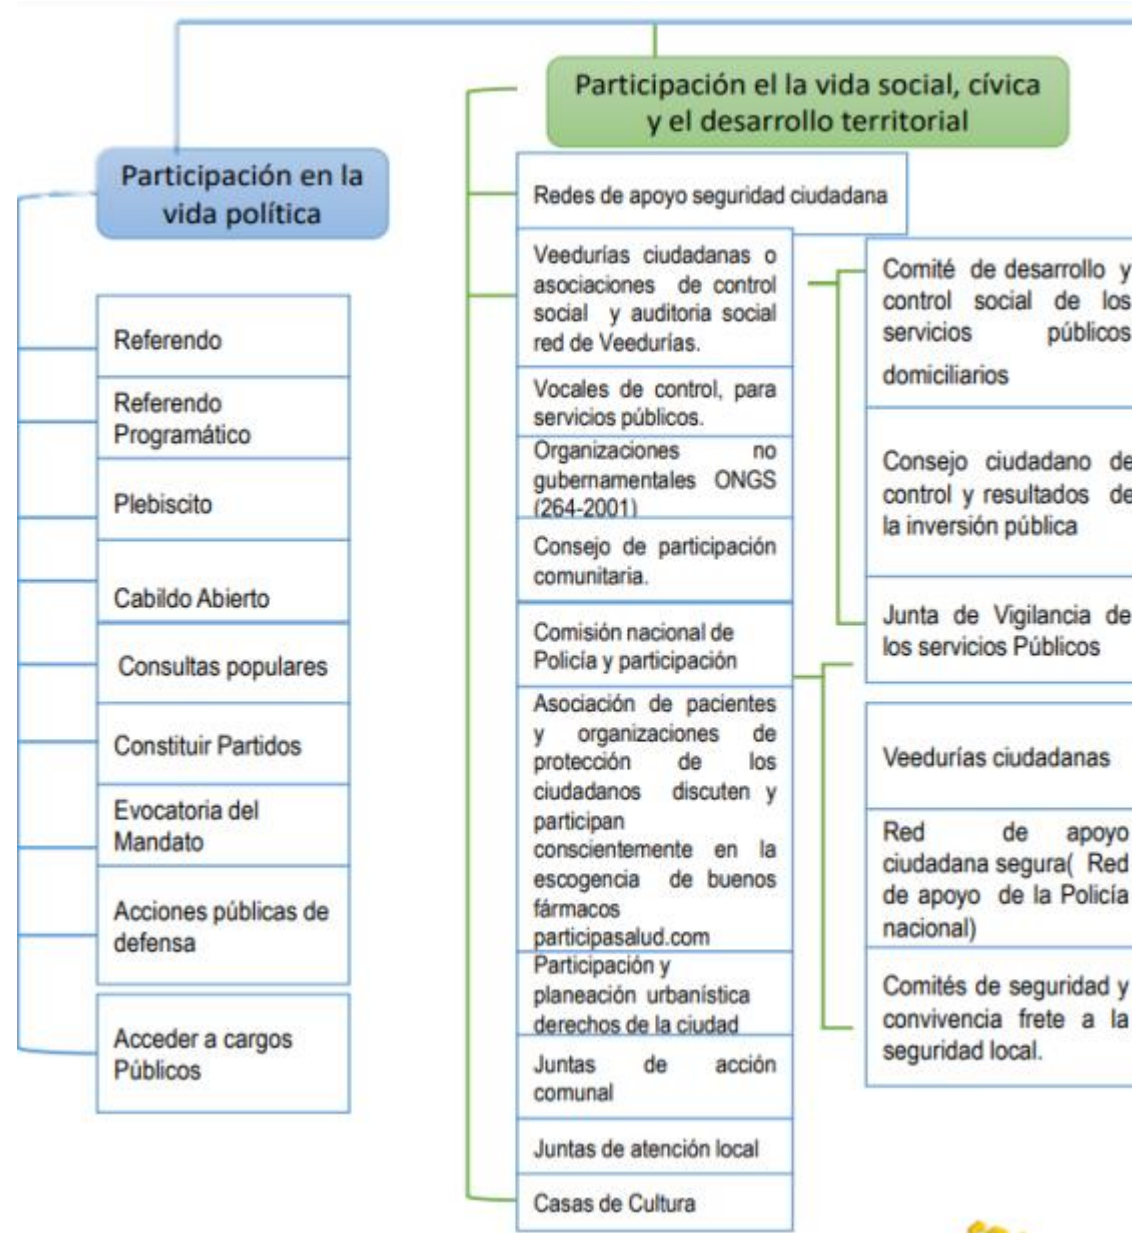 Participación en la
vida política
Referendo
Referendo
Programático
Plebiscito
Cabildo Abierto
Consultas populares
Constituir Partidos
Evocatoria del
Mandato
Acciones públicas de
defensa
Acceder a cargos
Públicos
Participación el la vida social, cívica
y el desarrollo territorial
Redes de apoyo seguridad ciudadana
Veedurías ciudadanas o
asociaciones de control
social y auditoria social
red de Veedurías.
Vocales de control, para
servicios públicos.
Organizaciones no
gubernamentales ONGS
(264-2001)
Consejo de participación
comunitaria.
Comisión nacional de
Policía y participación
Asociación de pacientes
y organizaciones de
protección de los
ciudadanos discuten y
participan
conscientemente en la
escogencia de buenos
fármacos
participasalud.com
Participación y
planeación urbanística
derechos de la ciudad
Juntas de acción
comunal
Juntas de atención local
Casas de Cultura
Comité de desarrollo y
control social de los
servicios públicos
domiciliarios
Consejo ciudadano de
control y resultados de
la inversión pública
Junta de Vigilancia de
los servicios Públicos
Veedurías ciudadanas
Red de apoyo
ciudadana segura( Red
de apoyo de la Policía
nacional)
Comités de seguridad y
convivencia frete a la
seguridad local.